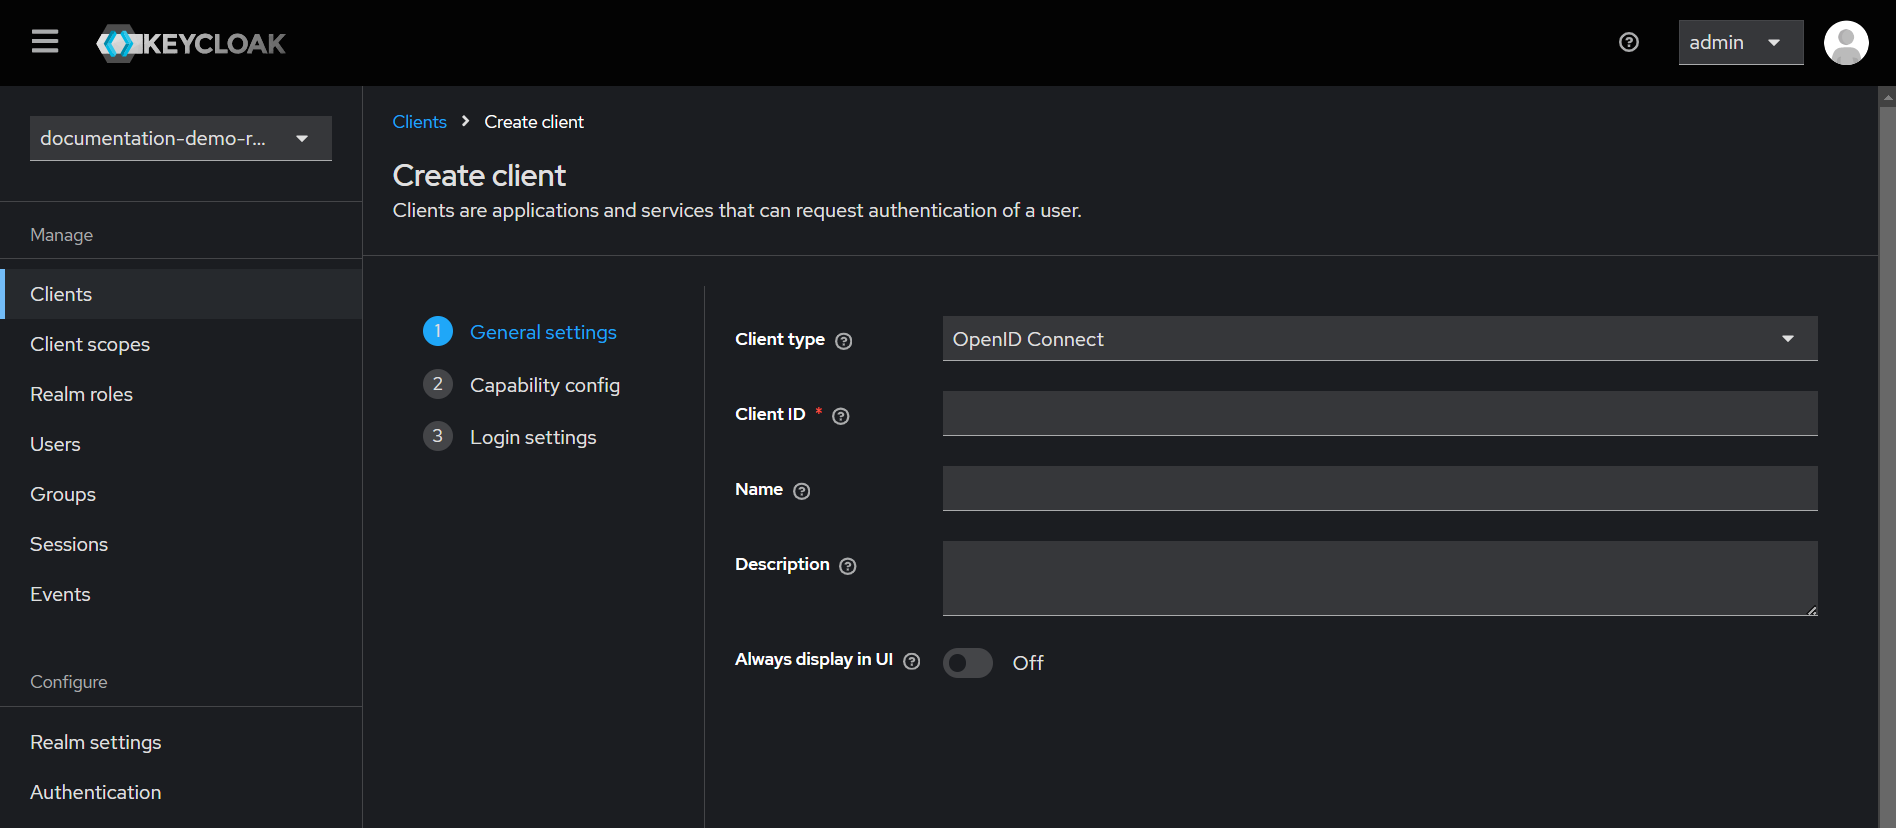 KEYCLOAK
admin
documentation-demo-r...
Manage
Clients
Client scopes
Realm roles
Users
Groups
Sessions
Events
Configure
Realm settings
Authentication
Clients > Create client
Create client
Clients are applications and services that can request authentication of a user.
1 General settings
2 Capability config
3 Login settings
Client type OpenID Connect
Client ID *
Name
Description
Always display in UI Off